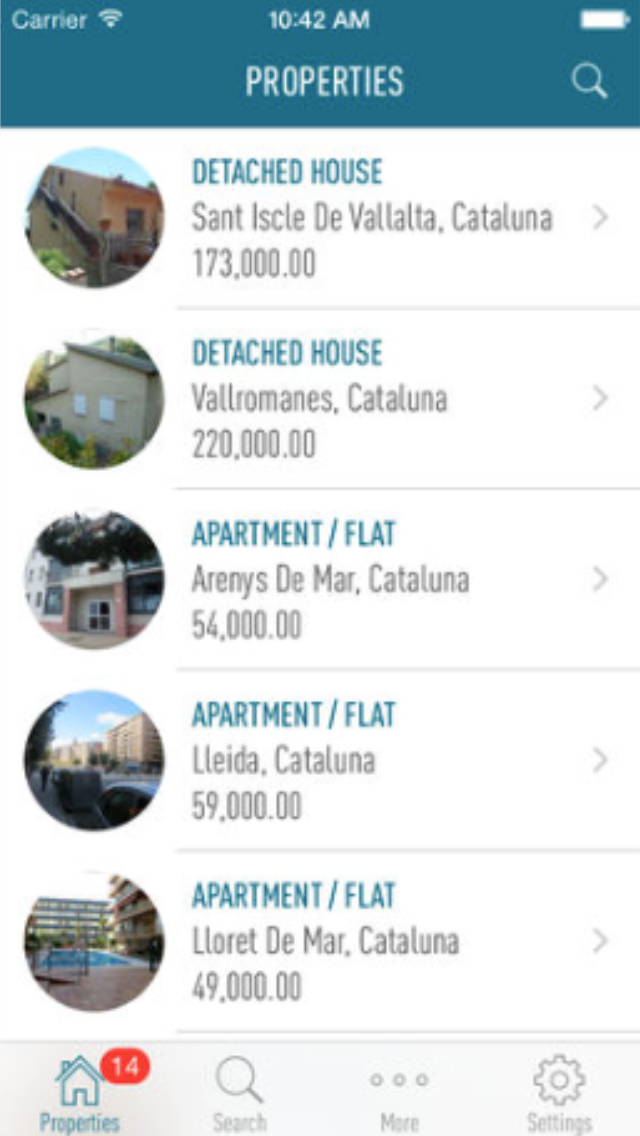 Carrier 10:42 AM
PROPERTIES
DETACHED HOUSE
Sant Iscle De Vallalta, Cataluna
173,000.00
DETACHED HOUSE
Vallromanes, Cataluna
220,000.00
APARTMENT / FLAT
Arenys De Mar, Cataluna
54,000.00
APARTMENT / FLAT
Lleida, Cataluna
59,000.00
APARTMENT / FLAT
Lloret De Mar, Cataluna
49,000.00
14
Properties Search More Settings